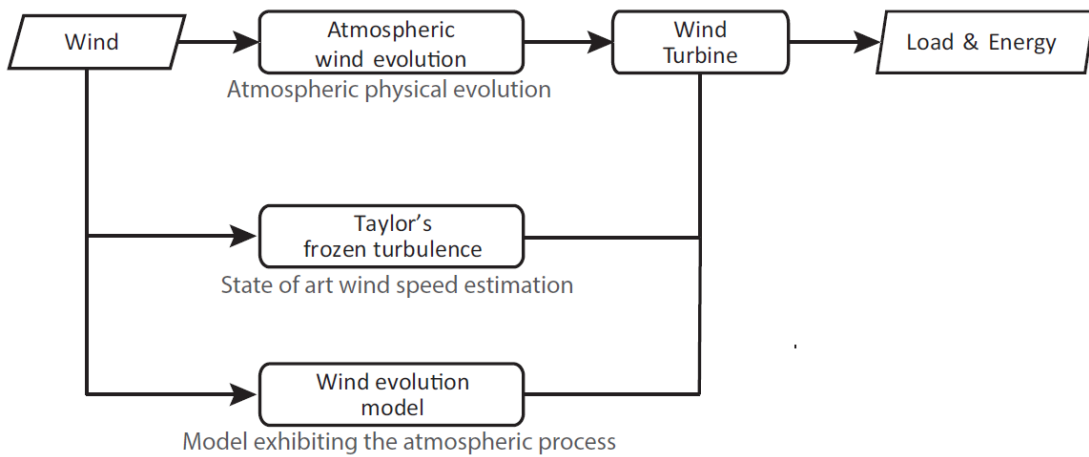 Wind
Atmospheric
wind evolution
Atmospheric physical evolution
Wind
Turbine
Load & Energy
Taylor's
frozen turbulence
State of art wind speed estimation
Wind evolution
model
Model exhibiting the atmospheric process